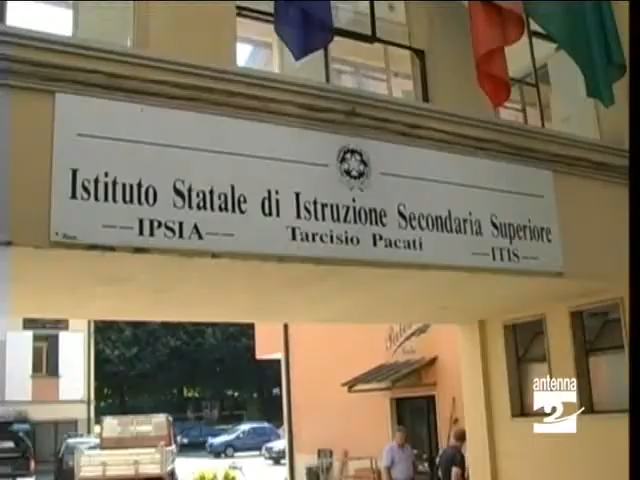 Istituto Statale di Istruzione Secondaria Superiore
IPSIA
Tarcisio Pacati
ITIS
antenna
2